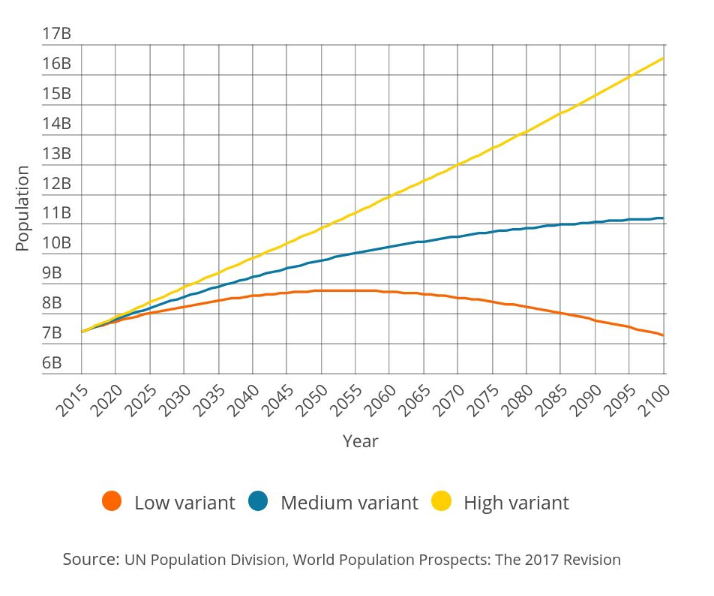 17B
16B
15B
14B
13B
12B
11B
10B
9B
8B
7B
6B
Population
2015 2020 2025 2030 2035 2040 2045 2050 2055 2060 2065 2070 2075 2080 2085 2090 2095 2100
Year
Low variant Medium variant High variant
Source: UN Population Division, World Population Prospects: The 2017 Revision